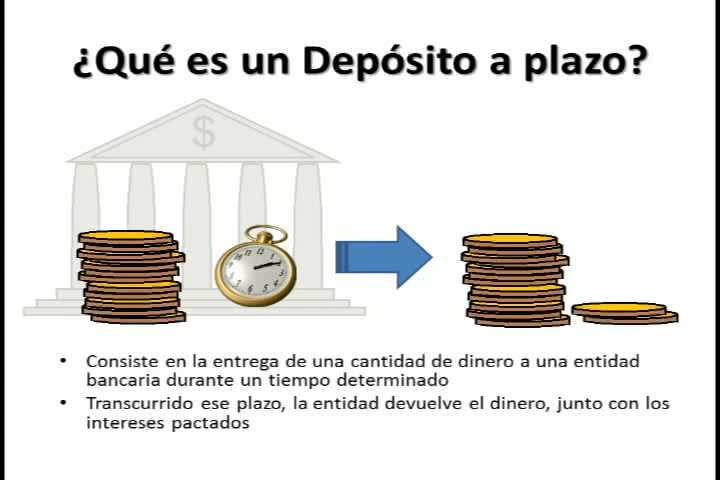 ¿Qué es un Depósito a plazo?
$
• Consiste en la entrega de una cantidad de dinero a una entidad
bancaria durante un tiempo determinado
• Transcurrido ese plazo, la entidad devuelve el dinero, junto con los
intereses pactados